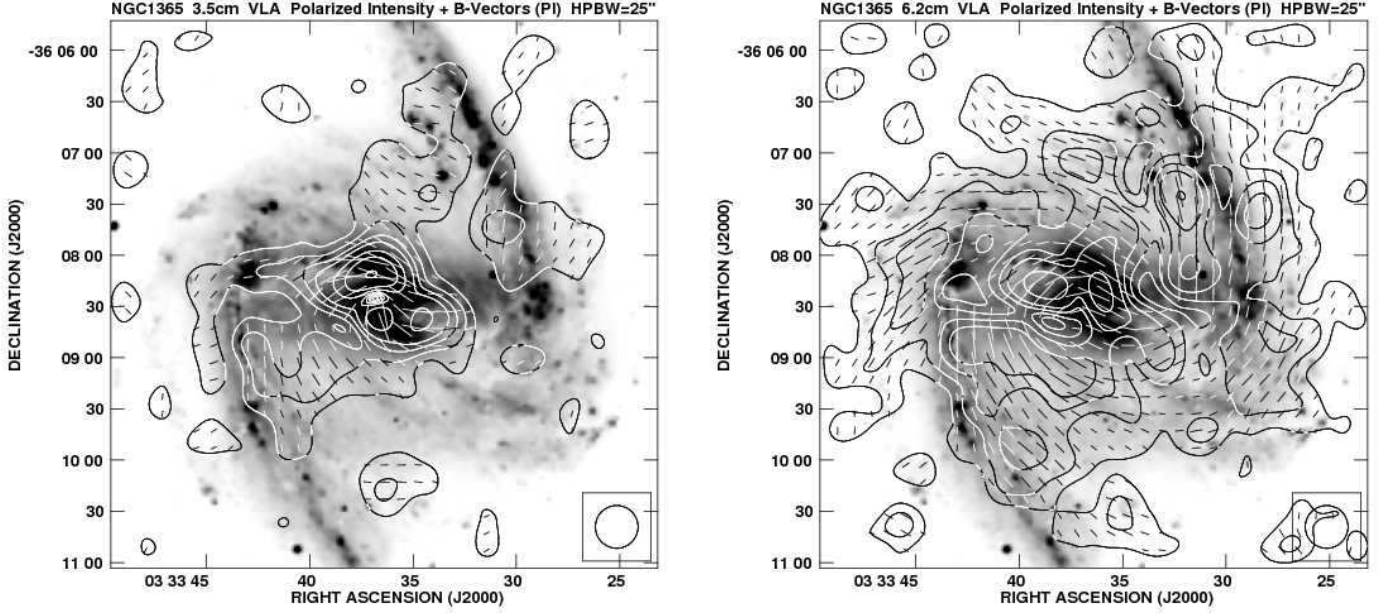 NGC1365 3.5cm VLA Polarized Intensity + B-Vectors (PI) HPBW=25"
-36 06 00
30
07 00
30
08 00
30
09 00
30
10 00
30
11 00
DECLINATION (J2000)
03 33 45
40
35
30
25
RIGHT ASCENSION (J2000)
NGC1365 6.2cm VLA Polarized Intensity + B-Vectors (PI) HPBW=25"
-36 06 00
30
07 00
30
08 00
30
09 00
30
10 00
30
11 00
DECLINATION (J2000)
03 33 45
40
35
30
25
RIGHT ASCENSION (J2000)